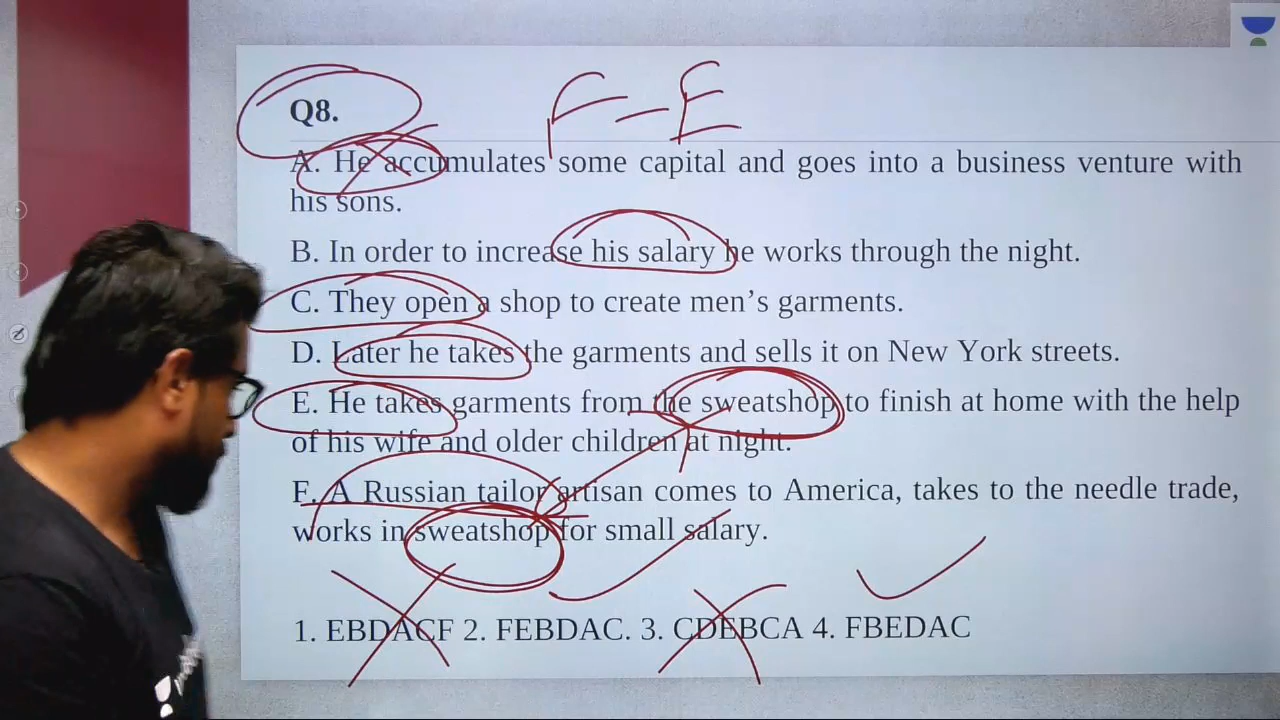 F-E
Q8.
A. He accumulates some capital and goes into a business venture with
his sons.
B. In order to increase his salary he works through the night.
C. They open a shop to create men’s garments.
D. Later he takes the garments and sells it on New York streets.
E. He takes garments from the sweatshop to finish at home with the help
of his wife and older children at night.
F. A Russian tailor artisan comes to America, takes to the needle trade,
works in sweatshop for small salary.
1. EBDACF 2. FEBDAC. 3. CDEBCA 4. FBEDAC